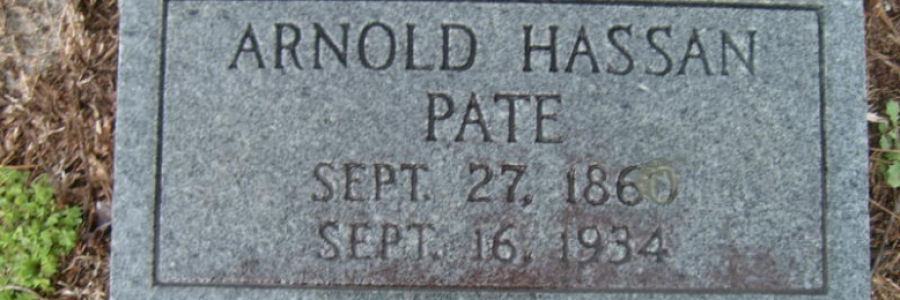 ARNOLD HASSAN
PATE
SEPT. 27, 1860
SEPT. 16, 1934